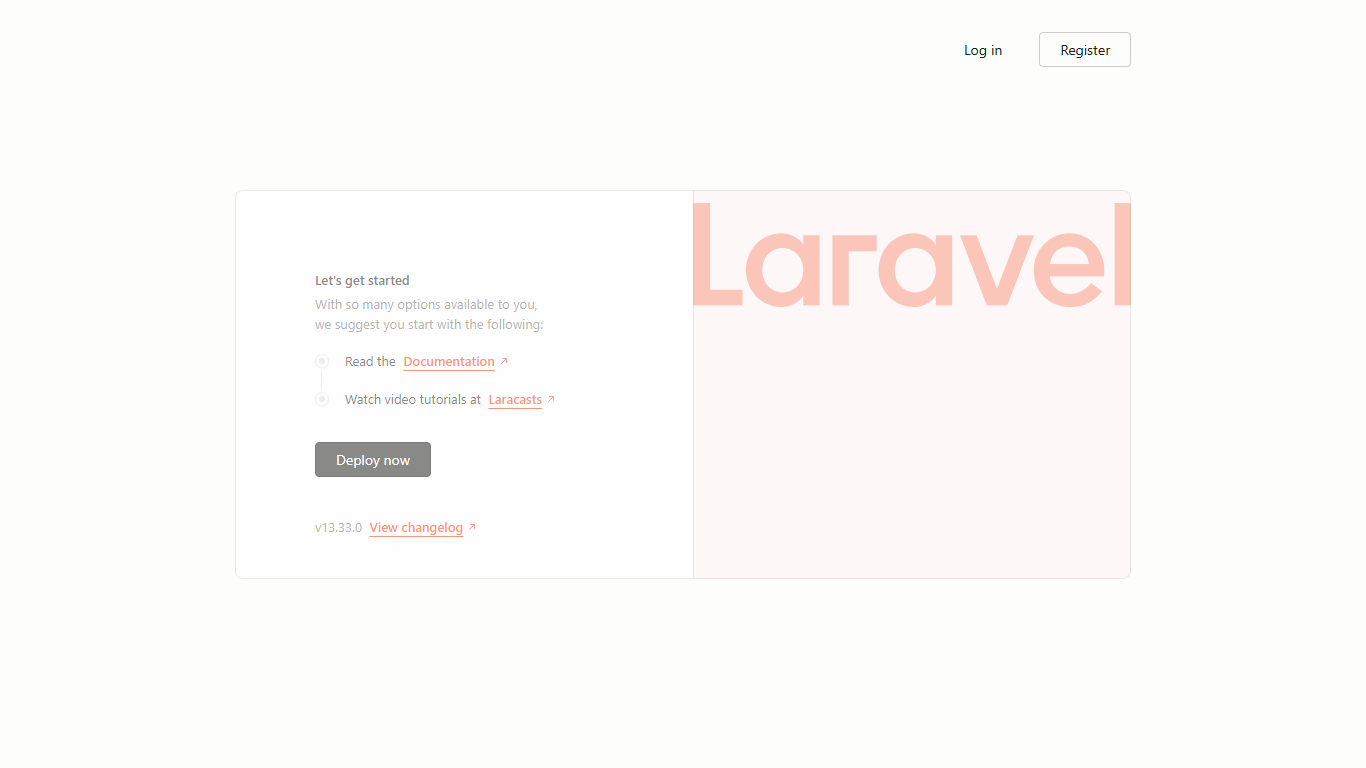 Log in
Register
Laravel
Let's get started
With so many options available to you,
we suggest you start with the following:
Read the Documentation
Watch video tutorials at Laracasts
Deploy now
v13.33.0 View changelog